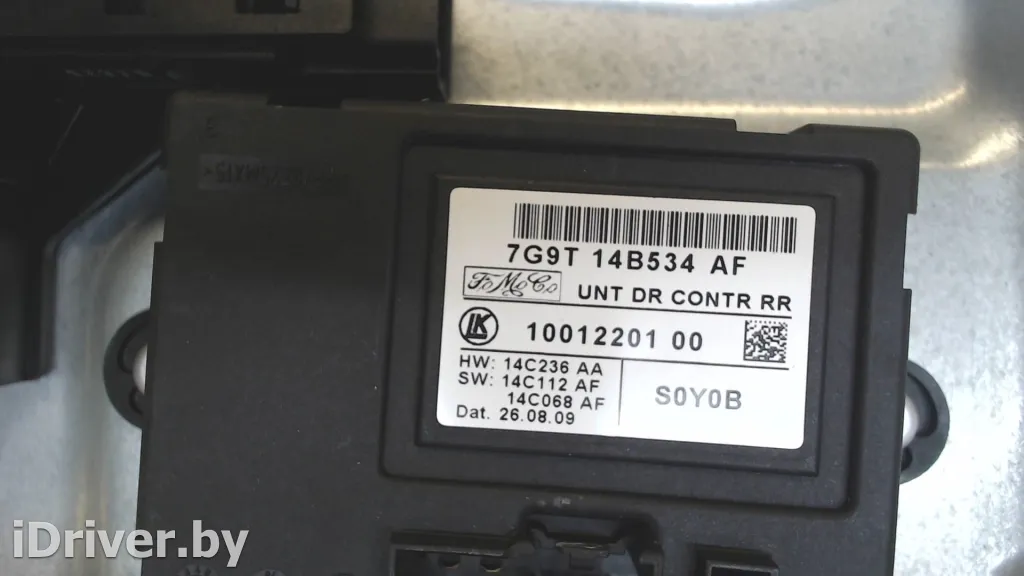 7G9T 14B534 AF
FoMoCo
UNT DR CONTR RR
LK
10012201 00
HW: 14C236 AA
SW: 14C112 AF
14C068 AF
Dat. 26.08.09
S0Y0B
iDriver.by